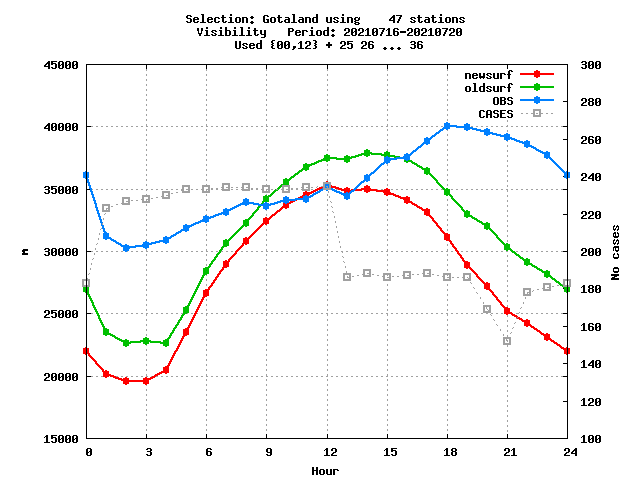 Selection: Gotaland using    47 stations
Visibility   Period: 20210716-20210720
Used {00,12} + 25 26 ... 36
45000
40000
35000
30000
25000
20000
15000
m
newsurf
oldsurf
OBS
CASES
300
280
260
240
220
200
180
160
140
120
100
No cases
0 3 6 9 12 15 18 21 24
Hour